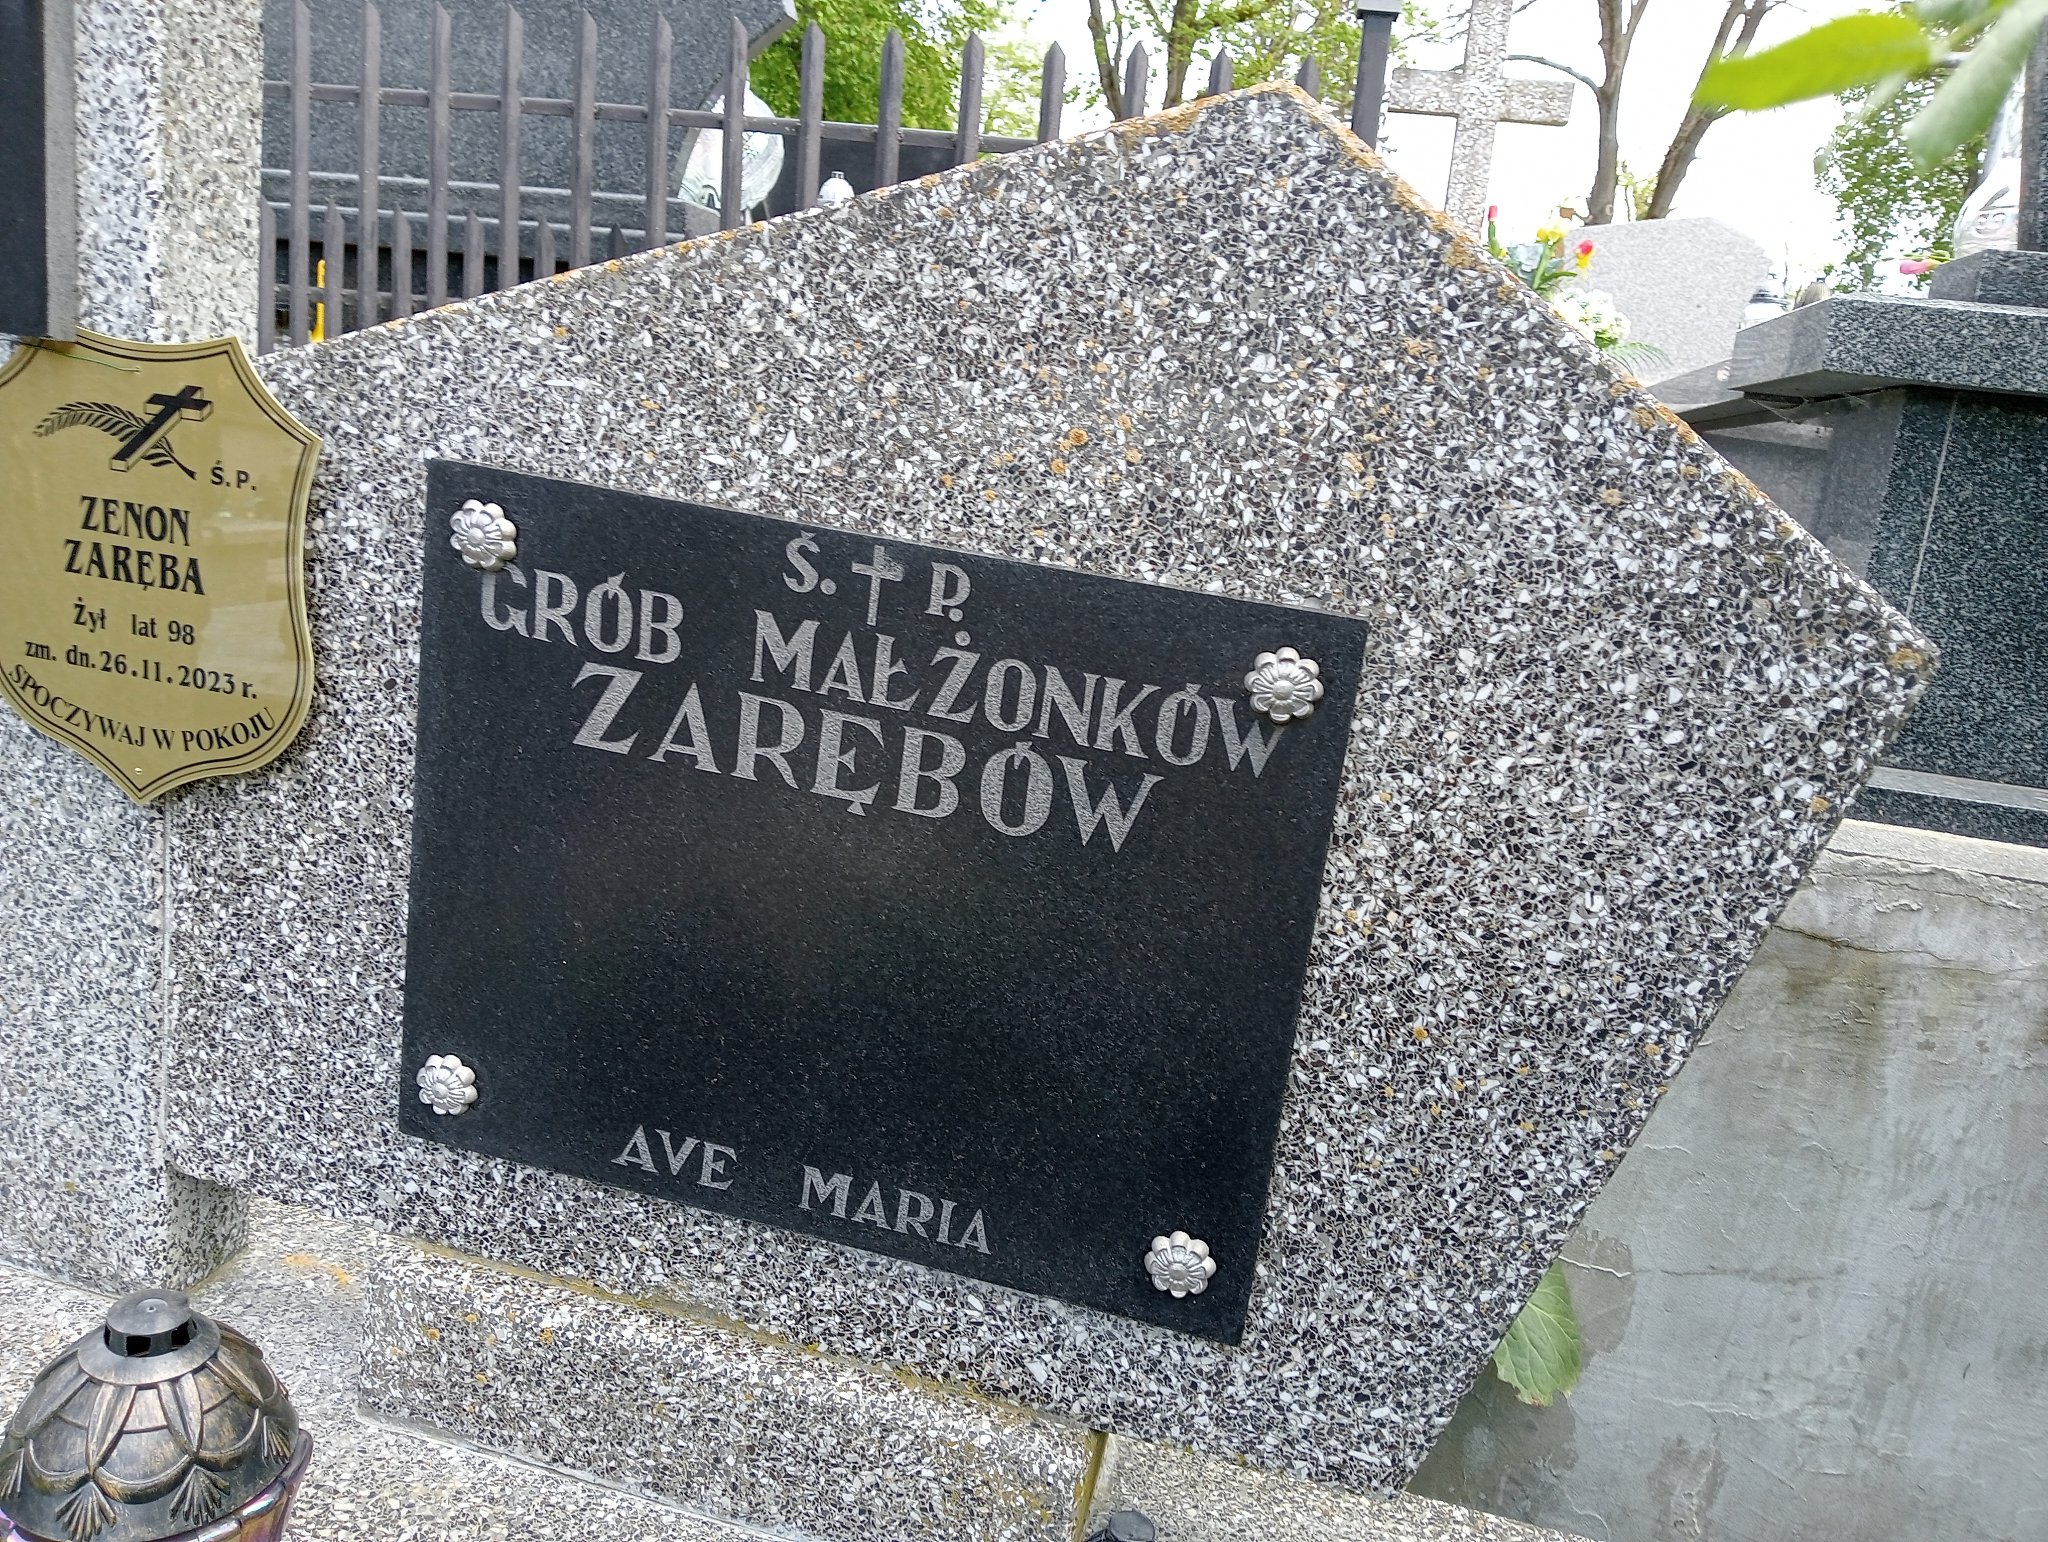 Ś.P.
ZENON
ZARĘBA
Żył lat 98
zm. dn. 26.11.2023 r.
SPOCZYWAJ W POKOJU
Ś. † P.
GRÓB MAŁŻONKÓW
ZARĘBÓW
AVE MARIA